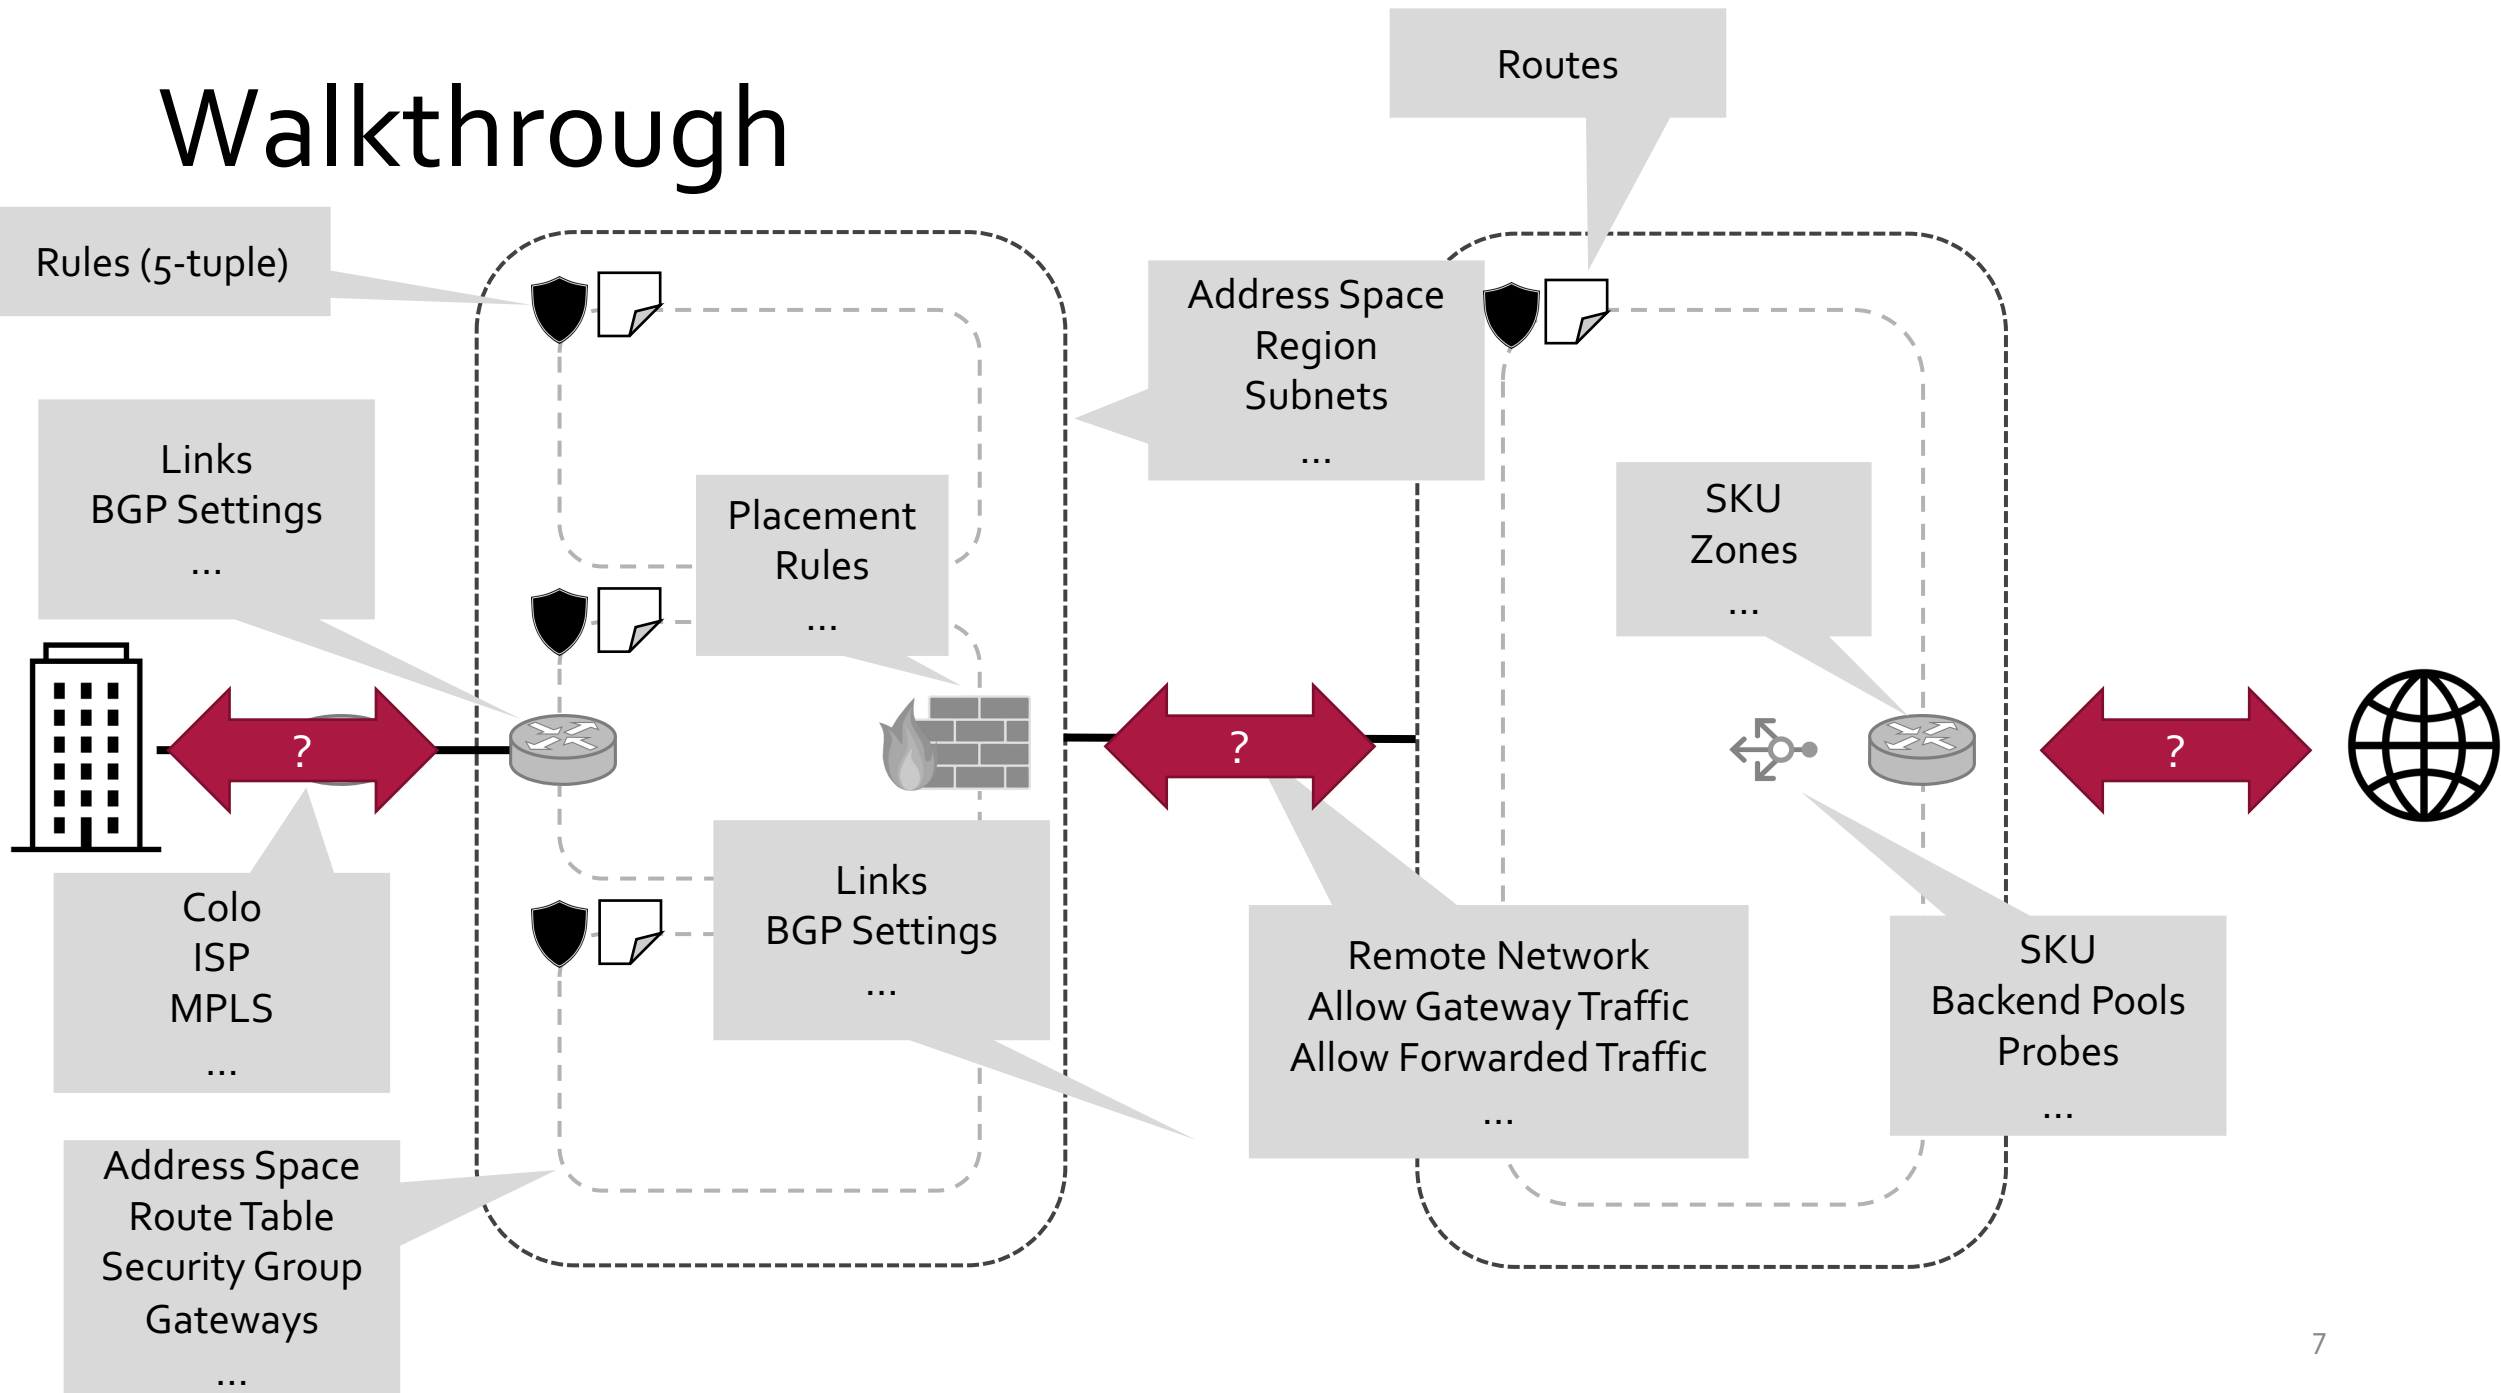 Walkthrough
Routes
Rules (5-tuple)
Address Space
Region
Subnets
...
Links
BGP Settings
...
Placement
Rules
...
SKU
Zones
...
?
?
?
Colo
ISP
MPLS
...
Links
BGP Settings
...
Remote Network
Allow Gateway Traffic
Allow Forwarded Traffic
...
SKU
Backend Pools
Probes
...
Address Space
Route Table
Security Group
Gateways
...
7